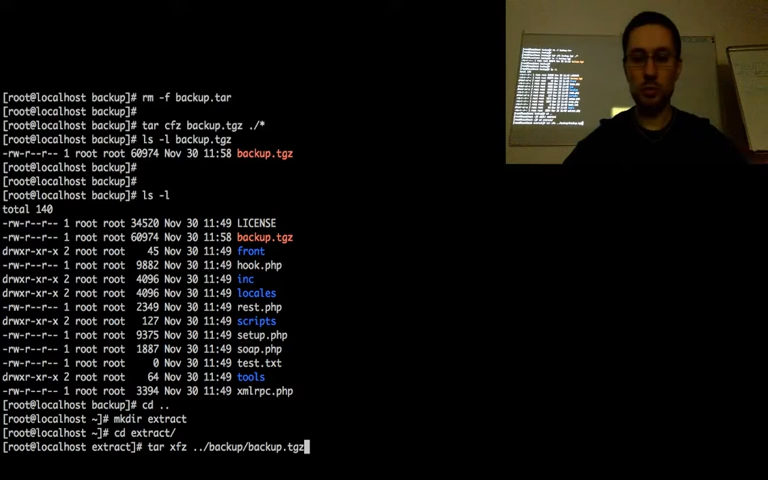 [root@localhost backup]# rm -f backup.tar
[root@localhost backup]#
[root@localhost backup]# tar cfz backup.tgz ./*
[root@localhost backup]# ls -l backup.tgz
-rw-r--r-- 1 root root 60974 Nov 30 11:58 backup.tgz
[root@localhost backup]#
[root@localhost backup]#
[root@localhost backup]# ls -l
total 140
-rw-r--r-- 1 root root 34520 Nov 30 11:49 LICENSE
-rw-r--r-- 1 root root 60974 Nov 30 11:58 backup.tgz
drwxr-xr-x 2 root root    45 Nov 30 11:49 front
-rw-r--r-- 1 root root  9882 Nov 30 11:49 hook.php
drwxr-xr-x 2 root root  4096 Nov 30 11:49 inc
drwxr-xr-x 2 root root  4096 Nov 30 11:49 locales
-rw-r--r-- 1 root root  2349 Nov 30 11:49 rest.php
drwxr-xr-x 2 root root   127 Nov 30 11:49 scripts
-rw-r--r-- 1 root root  9375 Nov 30 11:49 setup.php
-rw-r--r-- 1 root root  1887 Nov 30 11:49 soap.php
-rw-r--r-- 1 root root     0 Nov 30 11:49 test.txt
drwxr-xr-x 2 root root    64 Nov 30 11:49 tools
-rw-r--r-- 1 root root  3394 Nov 30 11:49 xmlrpc.php
[root@localhost backup]# cd ..
[root@localhost ~]# mkdir extract
[root@localhost ~]# cd extract/
[root@localhost extract]# tar xfz ../backup/backup.tgz